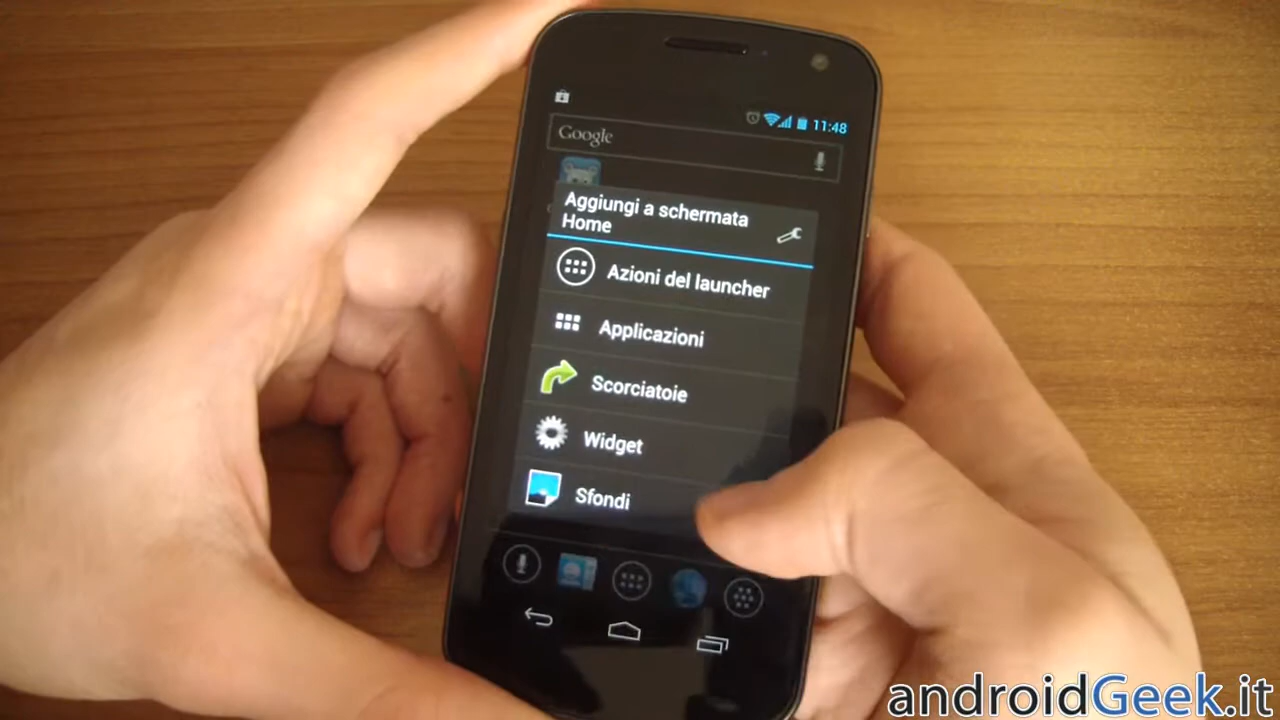 11:48
Google
Aggiungi a schermata
Home
Azioni del launcher
Applicazioni
Scorciatoie
Widget
Sfondi
androidGeek.it